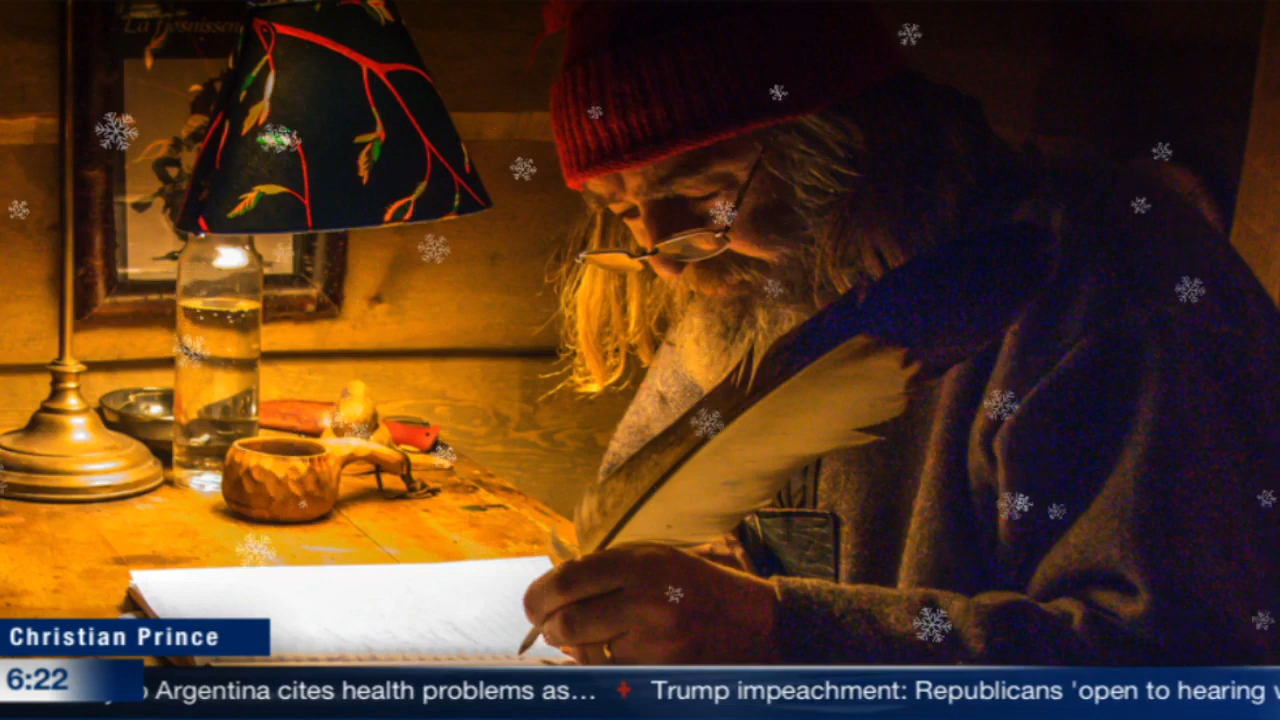 Christian Prince
6:22
Argentina cites health problems as... Trump impeachment: Republicans 'open to hearing